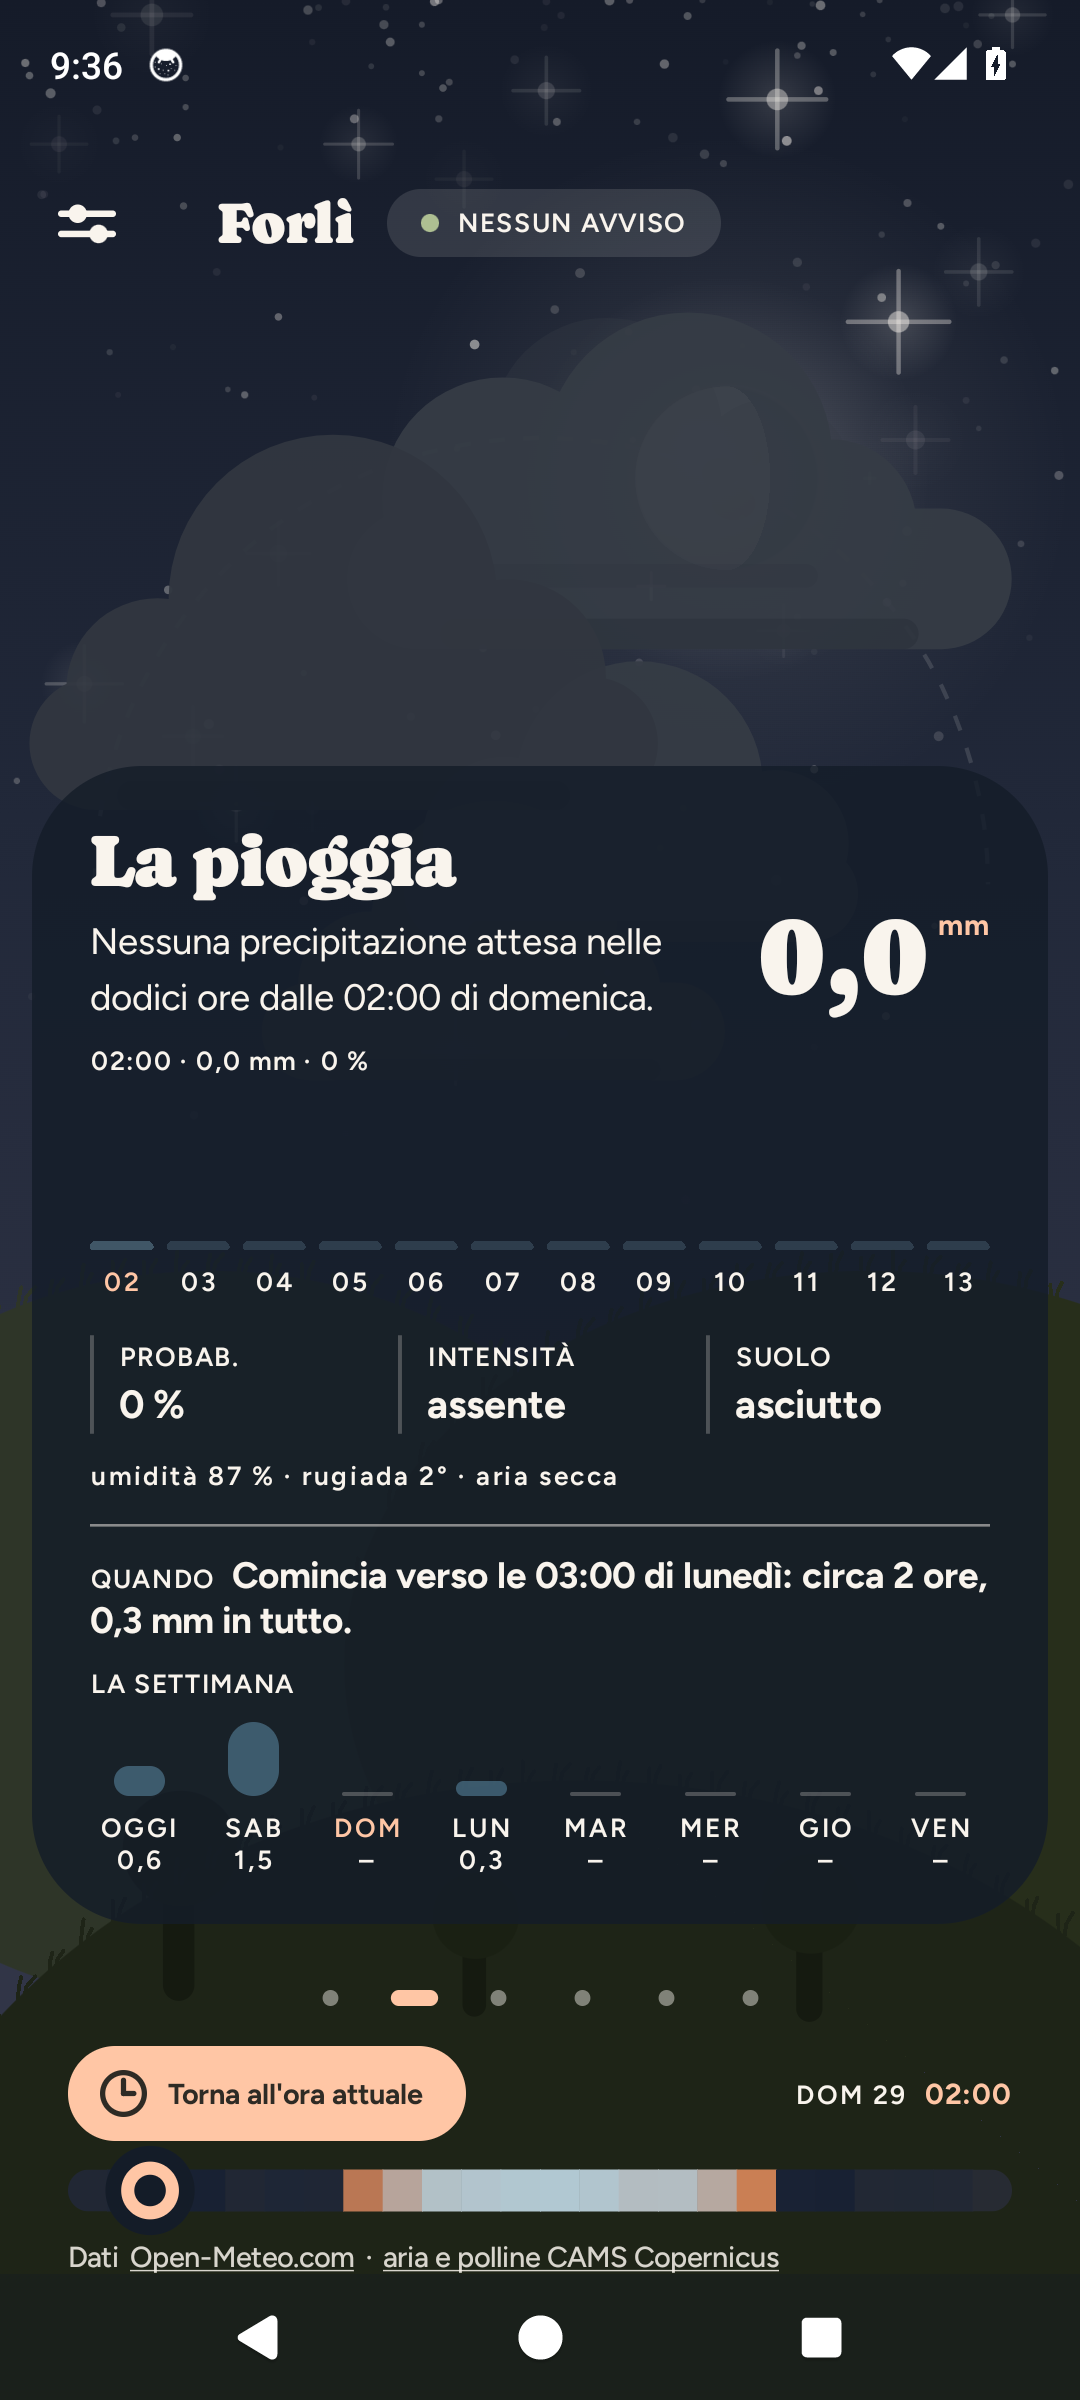 9:36
Forlì
NESSUN AVVISO
La pioggia
Nessuna precipitazione attesa nelle
dodici ore dalle 02:00 di domenica.
0,0 mm
02:00 · 0,0 mm · 0 %
02 03 04 05 06 07 08 09 10 11 12 13
PROBAB. INTENSITÀ SUOLO
0 % assente asciutto
umidità 87 % · rugiada 2° · aria secca
QUANDO Comincia verso le 03:00 di lunedì: circa 2 ore,
0,3 mm in tutto.
LA SETTIMANA
OGGI SAB DOM LUN MAR MER GIO VEN
0,6 1,5 – 0,3 – – – –
Torna all'ora attuale
DOM 29 02:00
Dati Open-Meteo.com · aria e polline CAMS Copernicus